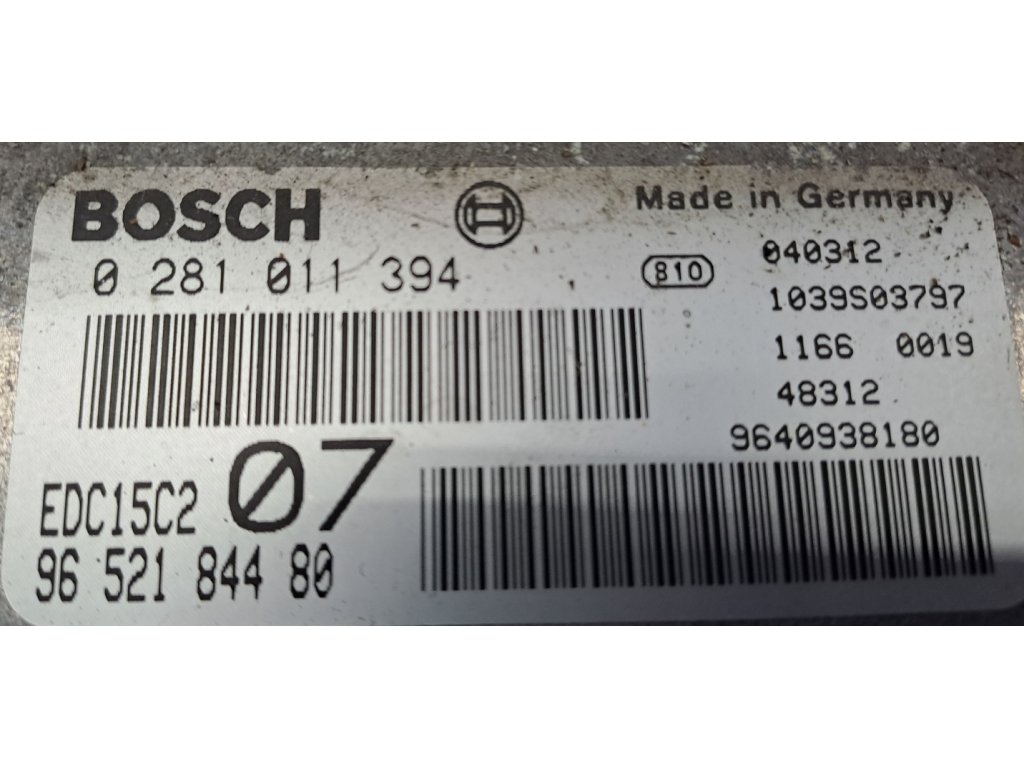 BOSCH
Made in Germany
0 281 011 394
810
040312
1039S03797
1166 0019
48312
9640938180
EDC15C2 07
96 521 844 80